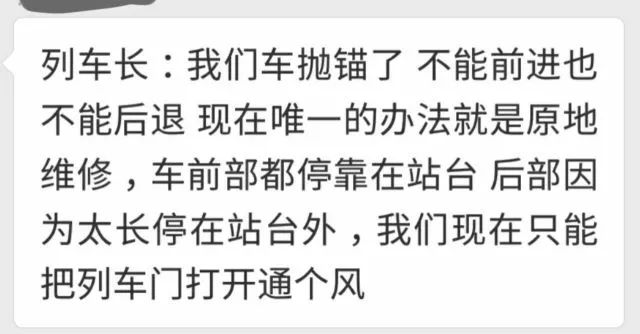 列车长：我们车抛锚了 不能前进也
不能后退 现在唯一的办法就是原地
维修，车前部都停靠在站台 后部因
为太长停在站台外，我们现在只能
把列车门打开通个风